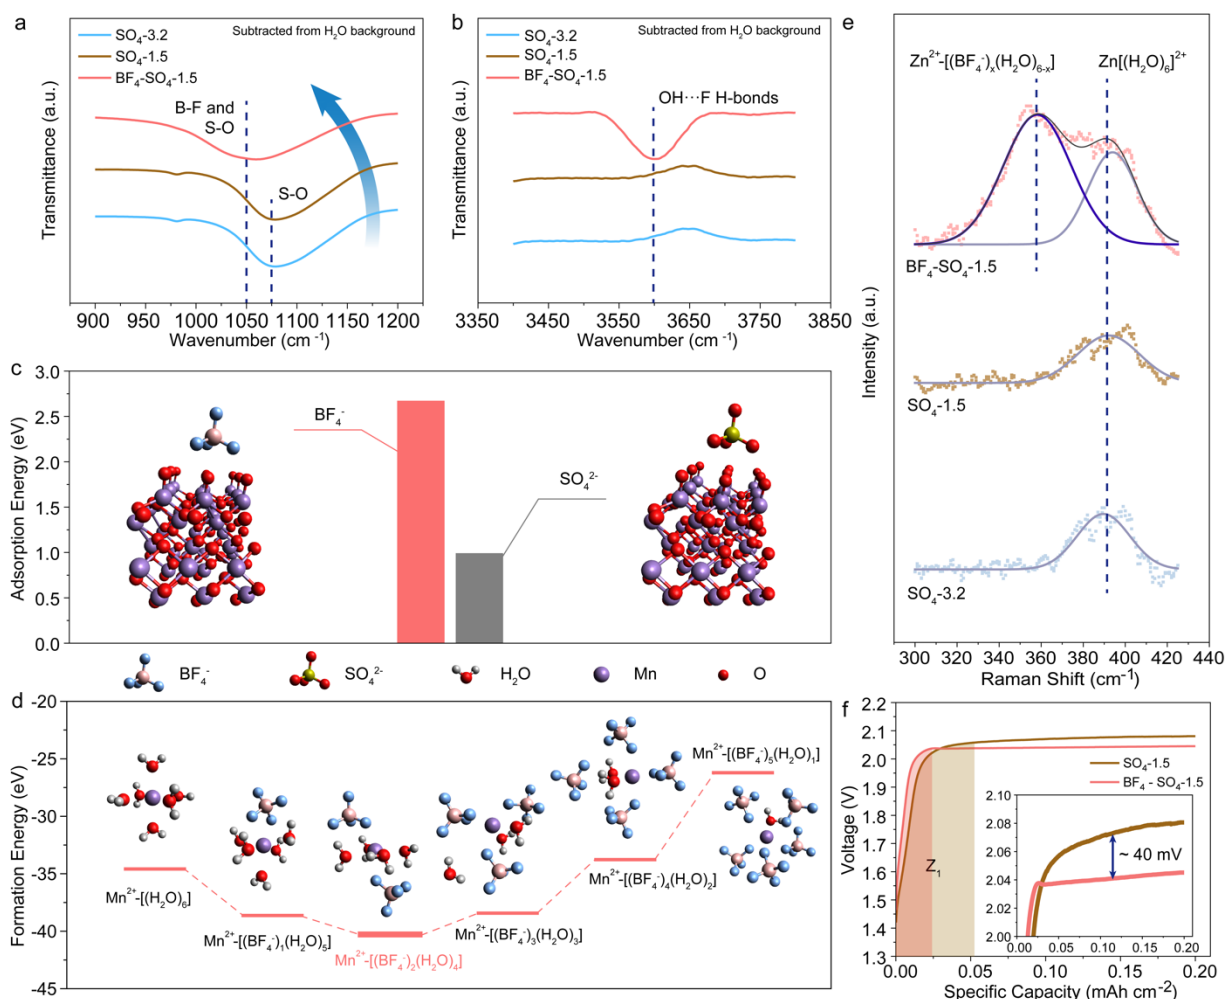 a
SO₄-3.2
SO₄-1.5
BF₄-SO₄-1.5
Subtracted from H₂O background
B-F and
S-O
S-O
Transmittance (a.u.)
900 950 1000 1050 1100 1150 1200
Wavenumber (cm⁻¹)
b
Subtracted from H₂O background
SO₄-3.2
SO₄-1.5
BF₄-SO₄-1.5
OH···F H-bonds
Transmittance (a.u.)
3350 3450 3550 3650 3750 3850
Wavenumber (cm⁻¹)
c
3.0
2.5
2.0
1.5
1.0
0.5
0.0
Adsorption Energy (eV)
BF₄⁻
SO₄²⁻
BF₄⁻
SO₄²⁻
H₂O
Mn
O
d
-20
-25
-30
-35
-40
-45
Formation Energy (eV)
Mn²⁺-[(H₂O)₆]
Mn²⁺-[(BF₄⁻)₁(H₂O)₅]
Mn²⁺-[(BF₄⁻)₂(H₂O)₄]
Mn²⁺-[(BF₄⁻)₃(H₂O)₃]
Mn²⁺-[(BF₄⁻)₄(H₂O)₂]
Mn²⁺-[(BF₄⁻)₅(H₂O)₁]
e
Zn²⁺-[(BF₄⁻)ₓ(H₂O)₆₋ₓ]
Zn[(H₂O)₆]²⁺
BF₄-SO₄-1.5
SO₄-1.5
SO₄-3.2
Intensity (a.u.)
300 320 340 360 380 400 420 440
Raman Shift (cm⁻¹)
f
2.2
2.1
2.0
1.9
1.8
1.7
1.6
1.5
1.4
1.3
Voltage (V)
Z₁
SO₄-1.5
BF₄ - SO₄-1.5
2.10
2.08
2.06
2.04
2.02
2.00
~ 40 mV
0.00 0.05 0.10 0.15 0.20
0.00 0.05 0.10 0.15 0.20
Specific Capacity (mAh cm⁻²)